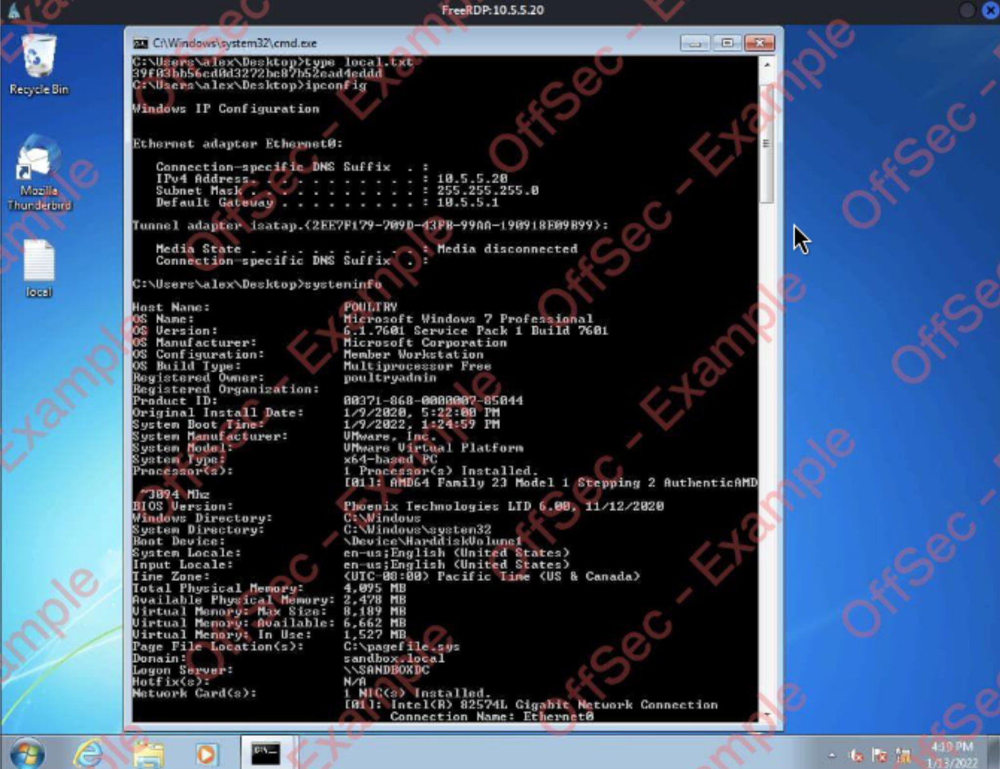 FreeRDP: 10.5.5.20
Recycle Bin
Mozilla
Thunderbird
local
C:\Windows\system32\cmd.exe
C:\Users\alex\Desktop>type local.txt
39f03bb56cd0d3272bc87b52ead4eddd
C:\Users\alex\Desktop>ipconfig
Windows IP Configuration
Ethernet adapter Ethernet0:
Connection-specific DNS Suffix . :
IPv4 Address. . . . . . . . . . . : 10.5.5.20
Subnet Mask . . . . . . . . . . . : 255.255.255.0
Default Gateway . . . . . . . . . : 10.5.5.1
Tunnel adapter isatap.{2EE7F179-709D-43FB-99AA-190918E09B99}:
Media State . . . . . . . . . . . : Media disconnected
Connection-specific DNS Suffix . :
C:\Users\alex\Desktop>systeminfo
Host Name: POULTRY
OS Name: Microsoft Windows 7 Professional
OS Version: 6.1.7601 Service Pack 1 Build 7601
OS Manufacturer: Microsoft Corporation
OS Configuration: Member Workstation
OS Build Type: Multiprocessor Free
Registered Owner: poultryadmin
Registered Organization:
Product ID: 00371-868-0000007-85044
Original Install Date: 1/9/2020, 5:22:00 PM
System Boot Time: 1/9/2022, 1:24:59 PM
System Manufacturer: VMware, Inc.
System Model: VMware Virtual Platform
System Type: x64-based PC
Processor(s): 1 Processor(s) Installed.
[01]: AMD64 Family 23 Model 1 Stepping 2 AuthenticAMD
~3094 Mhz
BIOS Version: Phoenix Technologies LTD 6.00, 11/12/2020
Windows Directory: C:\Windows
System Directory: C:\Windows\system32
Boot Device: \Device\HarddiskVolume1
System Locale: en-us;English (United States)
Input Locale: en-us;English (United States)
Time Zone: (UTC-08:00) Pacific Time (US & Canada)
Total Physical Memory: 4,095 MB
Available Physical Memory: 2,478 MB
Virtual Memory: Max Size: 8,189 MB
Virtual Memory: Available: 6,662 MB
Virtual Memory: In Use: 1,527 MB
Page File Location(s): C:\pagefile.sys
Domain: sandbox.local
Logon Server: \\SANDBOXDC
Hotfix(s): N/A
Network Card(s): 1 NIC(s) Installed.
[01]: Intel(R) 82574L Gigabit Network Connection
Connection Name: Ethernet0
4:19 PM
1/13/2022
OffSec - Example